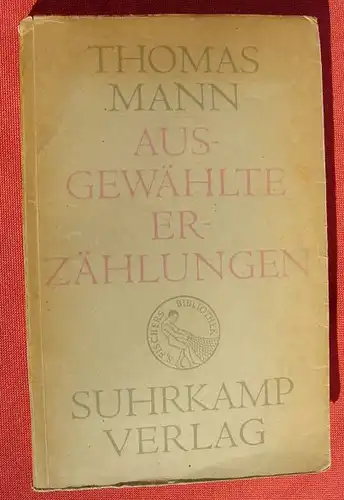 THOMAS
MANN
AUS-
GEWÄHLTE
ER-
ZÄHLUNGEN
S. FISCHERS BIBLIOTHEK
SUHRKAMP
VERLAG